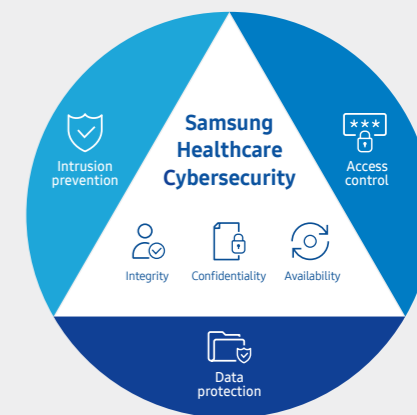 Samsung
Healthcare
Cybersecurity
Intrusion
prevention
***
Access
control
Integrity
Confidentiality
Availability
Data
protection